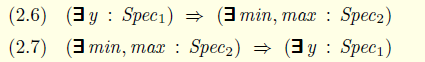 (2.6) (∃ y : Spec₁) ⇒ (∃ min, max : Spec₂)
(2.7) (∃ min, max : Spec₂) ⇒ (∃ y : Spec₁)